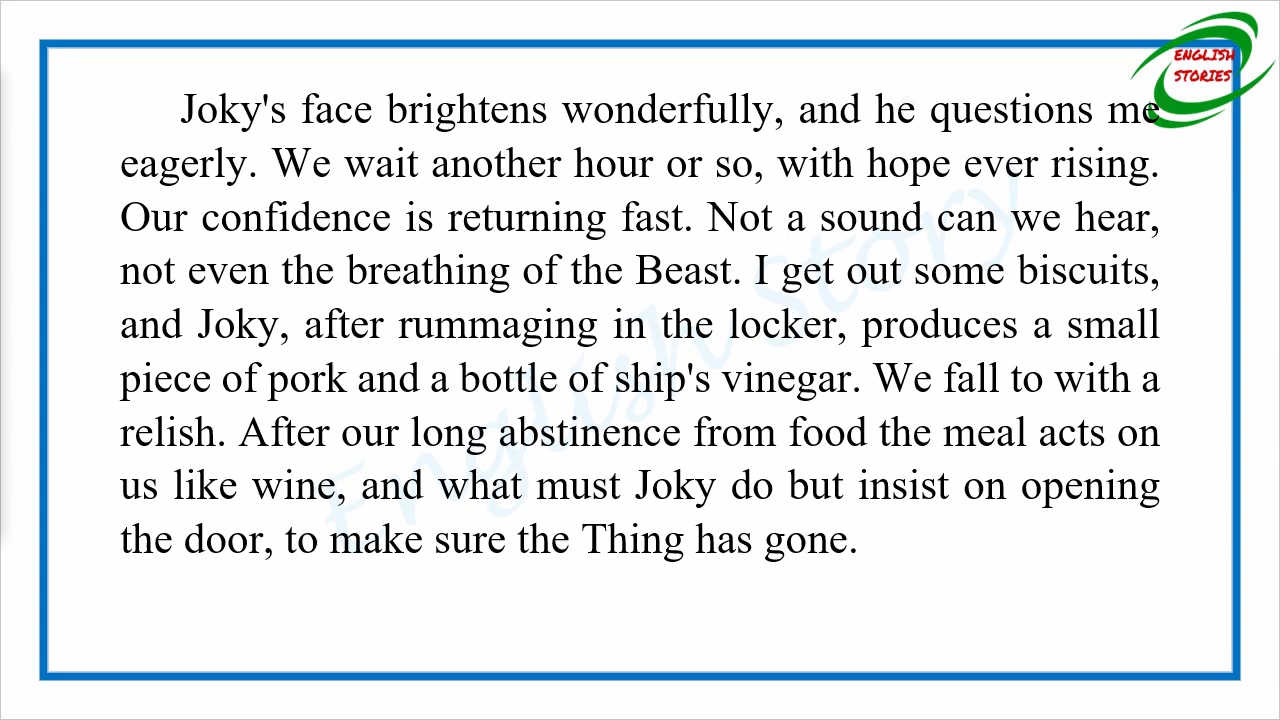 ENGLISH
STORIES
Joky's face brightens wonderfully, and he questions me
eagerly. We wait another hour or so, with hope ever rising.
Our confidence is returning fast. Not a sound can we hear,
not even the breathing of the Beast. I get out some biscuits,
and Joky, after rummaging in the locker, produces a small
piece of pork and a bottle of ship's vinegar. We fall to with a
relish. After our long abstinence from food the meal acts on
us like wine, and what must Joky do but insist on opening
the door, to make sure the Thing has gone.
English Story